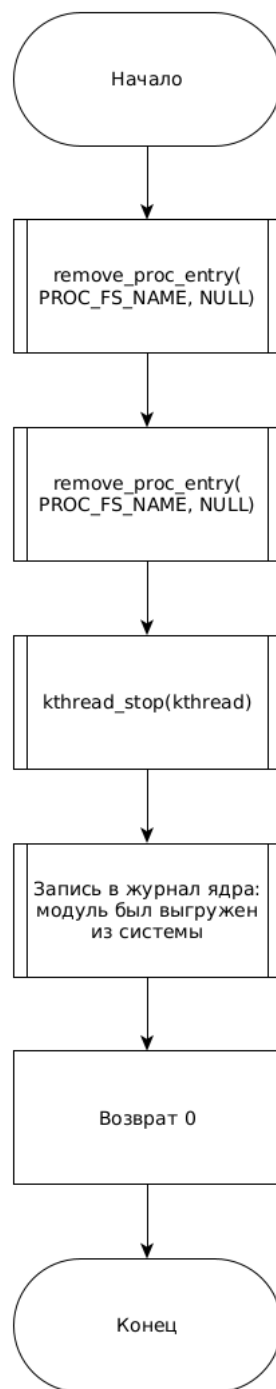 Начало
remove_proc_entry(
PROC_FS_NAME, NULL)
remove_proc_entry(
PROC_FS_NAME, NULL)
kthread_stop(kthread)
Запись в журнал ядра:
модуль был выгружен
из системы
Возврат 0
Конец